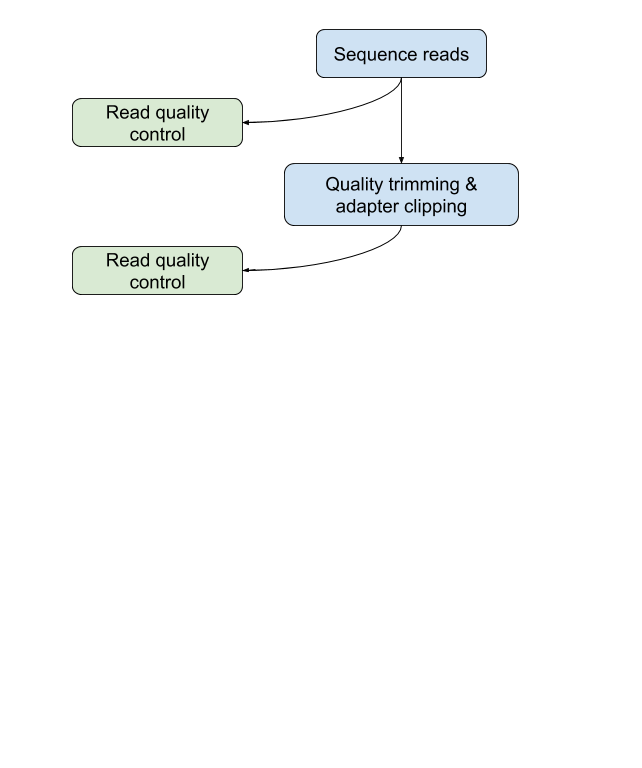 Sequence reads
Read quality
control
Quality trimming &
adapter clipping
Read quality
control